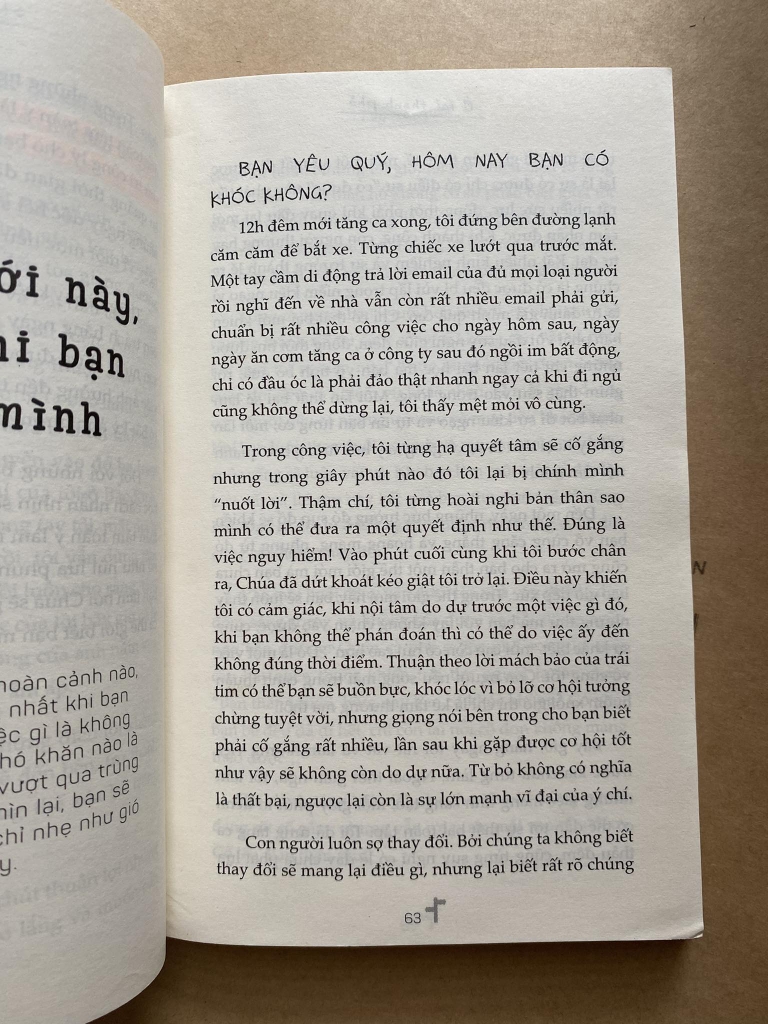 ới này,
hi bạn
mình
hoàn cảnh nào,
nhất khi bạn
ệc gì là không
hó khăn nào là
vượt qua trùng
hìn lại, bạn sẽ
chỉ nhẹ như gió
y.
BẠN YÊU QUÝ, HÔM NAY BẠN CÓ
KHÓC KHÔNG?
12h đêm mới tăng ca xong, tôi đứng bên đường lạnh
căm căm để bắt xe. Từng chiếc xe lướt qua trước mắt.
Một tay cầm di động trả lời email của đủ mọi loại người
rồi nghĩ đến về nhà vẫn còn rất nhiều email phải gửi,
chuẩn bị rất nhiều công việc cho ngày hôm sau, ngày
ngày ăn cơm tăng ca ở công ty sau đó ngồi im bất động,
chỉ có đầu óc là phải đảo thật nhanh ngay cả khi đi ngủ
cũng không thể dừng lại, tôi thấy mệt mỏi vô cùng.
Trong công việc, tôi từng hạ quyết tâm sẽ cố gắng
nhưng trong giây phút nào đó tôi lại bị chính mình
“nuốt lời”. Thậm chí, tôi từng hoài nghi bản thân sao
mình có thể đưa ra một quyết định như thế. Đúng là
việc nguy hiểm! Vào phút cuối cùng khi tôi bước chân
ra, Chúa đã dứt khoát kéo giật tôi trở lại. Điều này khiến
tôi có cảm giác, khi nội tâm do dự trước một việc gì đó,
khi bạn không thể phán đoán thì có thể do việc ấy đến
không đúng thời điểm. Thuận theo lời mách bảo của trái
tim có thể bạn sẽ buồn bực, khóc lóc vì bỏ lỡ cơ hội tưởng
chừng tuyệt vời, nhưng giọng nói bên trong cho bạn biết
phải cố gắng rất nhiều, lần sau khi gặp được cơ hội tốt
như vậy sẽ không còn do dự nữa. Từ bỏ không có nghĩa
là thất bại, ngược lại còn là sự lớn mạnh vĩ đại của ý chí.
Con người luôn sợ thay đổi. Bởi chúng ta không biết
thay đổi sẽ mang lại điều gì, nhưng lại biết rất rõ chúng
63